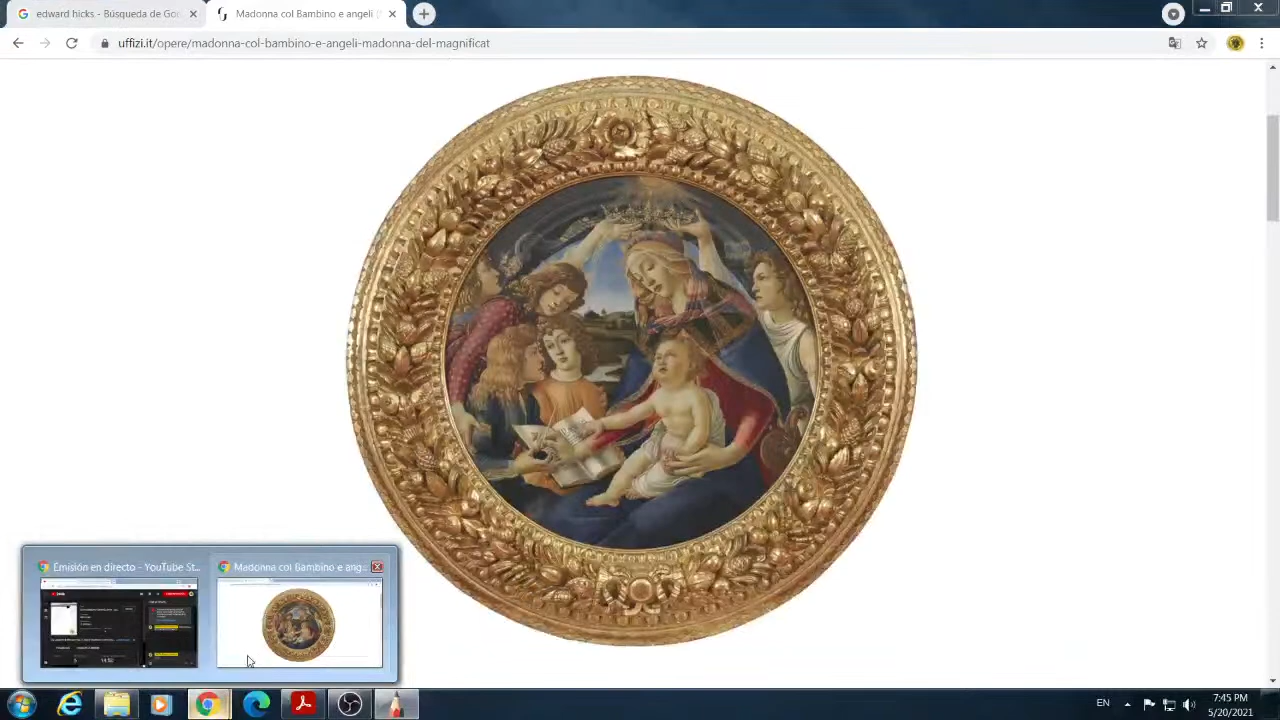 edward hicks - Búsqueda de Goo
Madonna col Bambino e angeli (
uffizi.it/opere/madonna-col-bambino-e-angeli-madonna-del-magnificat
Emisión en directo - YouTube St...
Madonna col Bambino e ang...
EN
7:45 PM
5/20/2021